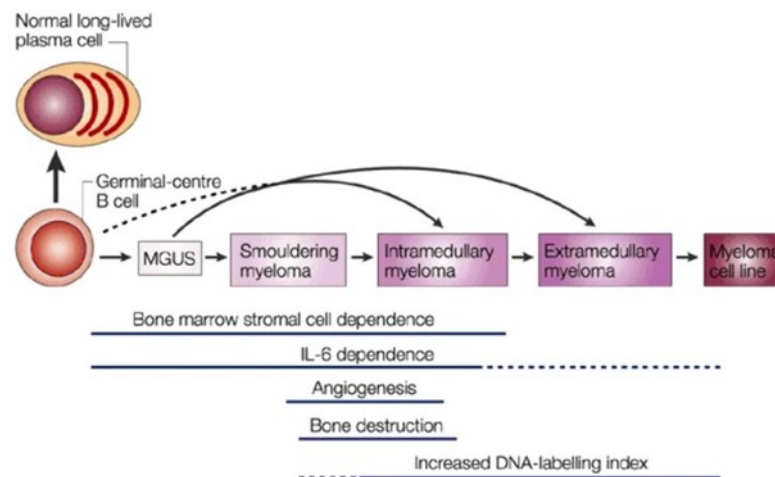 Normal long-lived
plasma cell
Germinal-centre
B cell
MGUS
Smouldering
myeloma
Intramedullary
myeloma
Extramedullary
myeloma
Myeloma
cell line
Bone marrow stromal cell dependence
IL-6 dependence
Angiogenesis
Bone destruction
Increased DNA-labelling index